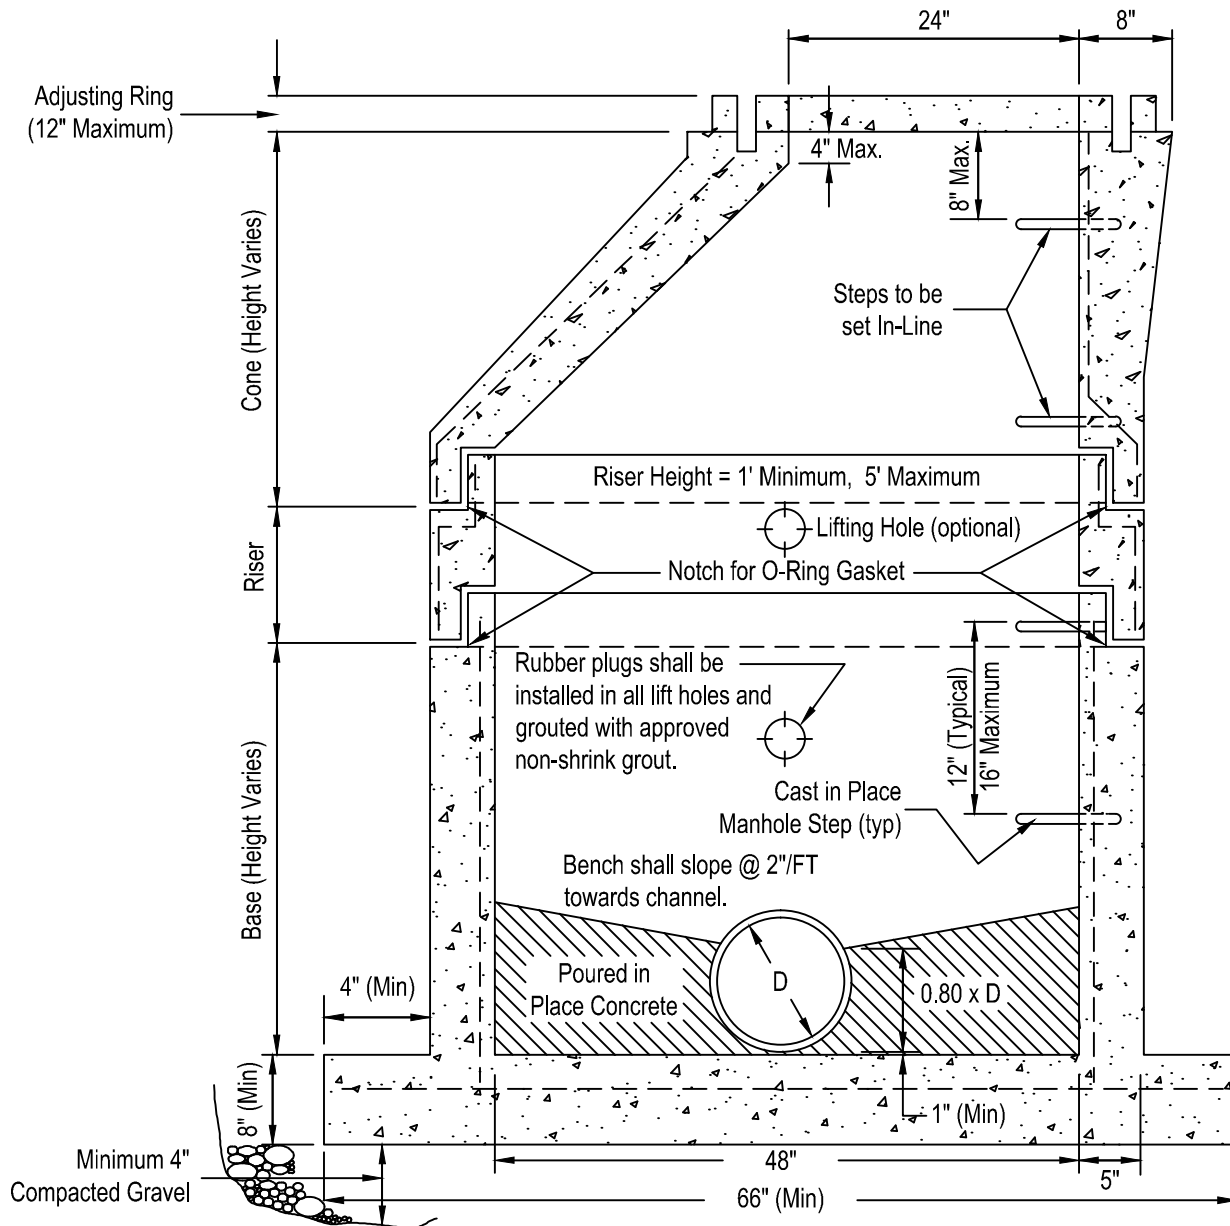 24"
8"
Adjusting Ring
(12" Maximum)
4" Max.
8" Max.
Cone (Height Varies)
Steps to be
set In-Line
Riser Height = 1' Minimum, 5' Maximum
Lifting Hole (optional)
Riser
Notch for O-Ring Gasket
Rubber plugs shall be
installed in all lift holes and
grouted with approved
non-shrink grout.
12" (Typical)
16" Maximum
Cast in Place
Manhole Step (typ)
Base (Height Varies)
Bench shall slope @ 2"/FT
towards channel.
Poured in
Place Concrete
D
0.80 x D
4" (Min)
8" (Min)
1" (Min)
Minimum 4"
Compacted Gravel
48"
5"
66" (Min)